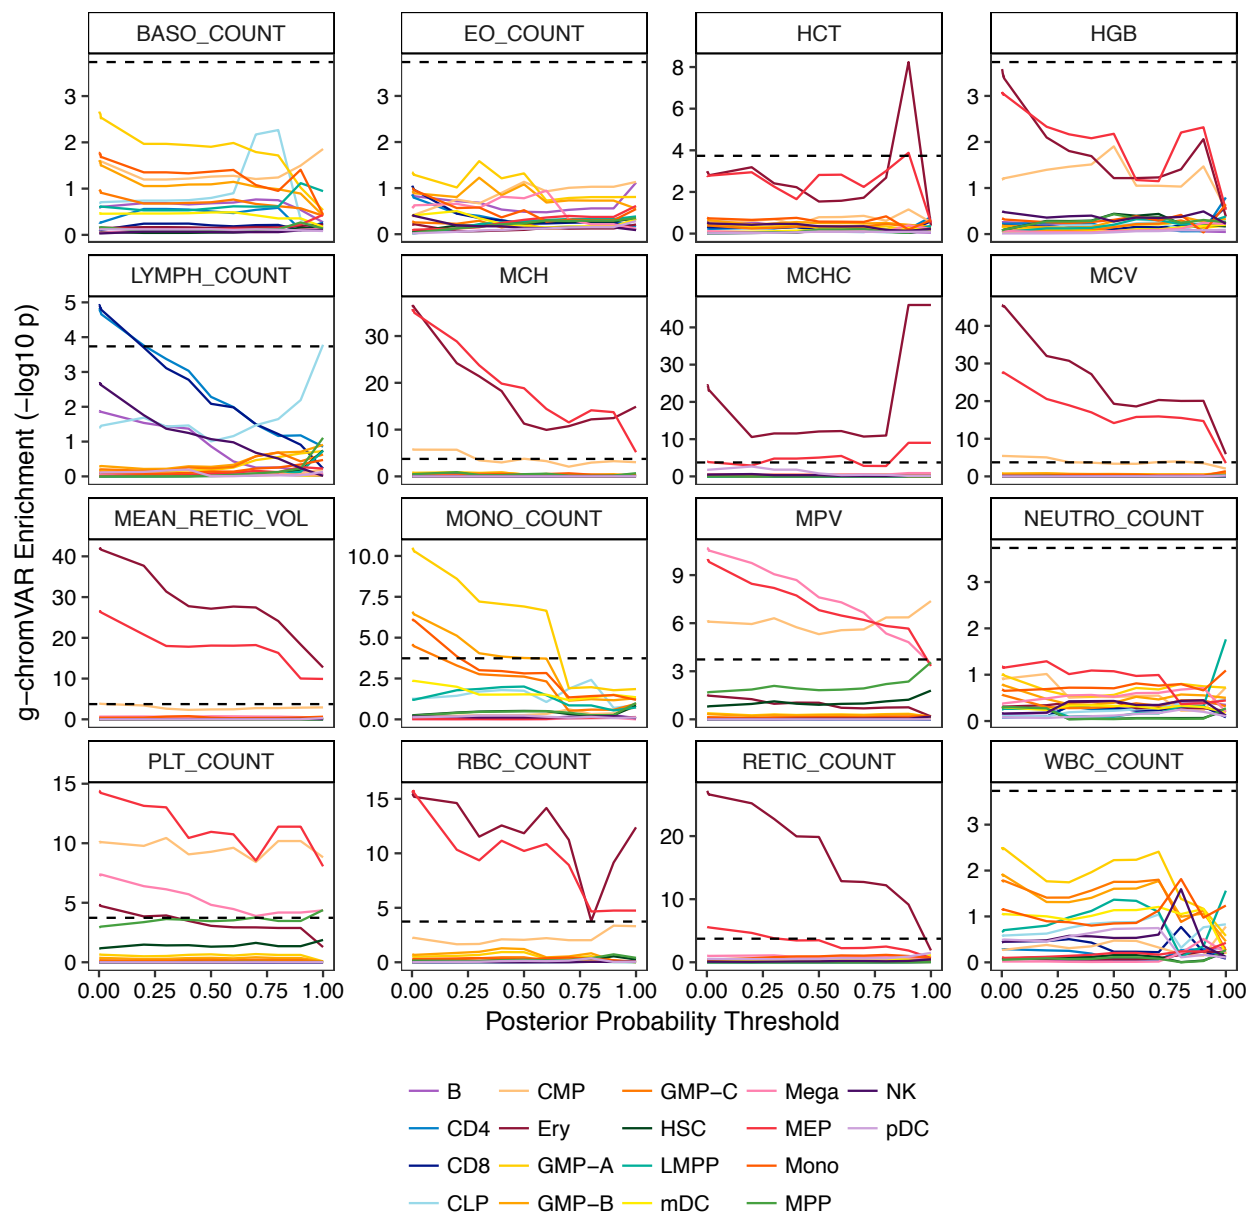 BASO_COUNT EO_COUNT HCT HGB
3 2 1 0
3 2 1 0
8 6 4 2 0
3 2 1 0
LYMPH_COUNT MCH MCHC MCV
5 4 3 2 1 0
30 20 10 0
40 30 20 10 0
40 30 20 10 0
MEAN_RETIC_VOL MONO_COUNT MPV NEUTRO_COUNT
40 30 20 10 0
10.0 7.5 5.0 2.5 0.0
9 6 3 0
3 2 1 0
PLT_COUNT RBC_COUNT RETIC_COUNT WBC_COUNT
15 10 5 0
15 10 5 0
20 10 0
3 2 1 0
g−chromVAR Enrichment (−log10 p)
0.00 0.25 0.50 0.75 1.00 0.00 0.25 0.50 0.75 1.00 0.00 0.25 0.50 0.75 1.00 0.00 0.25 0.50 0.75 1.00
Posterior Probability Threshold
B CMP GMP−C Mega NK
CD4 Ery HSC MEP pDC
CD8 GMP−A LMPP Mono
CLP GMP−B mDC MPP